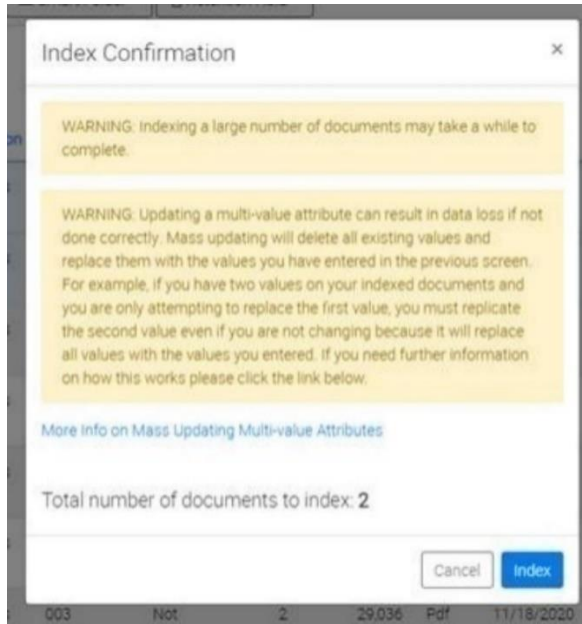 Index Confirmation ×
WARNING: Indexing a large number of documents may take a while to
complete.
WARNING: Updating a multi-value attribute can result in data loss if not
done correctly. Mass updating will delete all existing values and
replace them with the values you have entered in the previous screen.
For example, if you have two values on your indexed documents and
you are only attempting to replace the first value, you must replicate
the second value even if you are not changing because it will replace
all values with the values you entered. If you need further information
on how this works please click the link below.
More Info on Mass Updating Multi-value Attributes
Total number of documents to index: 2
Cancel Index
003 Not 2 29,036 Pdf 11/18/2020